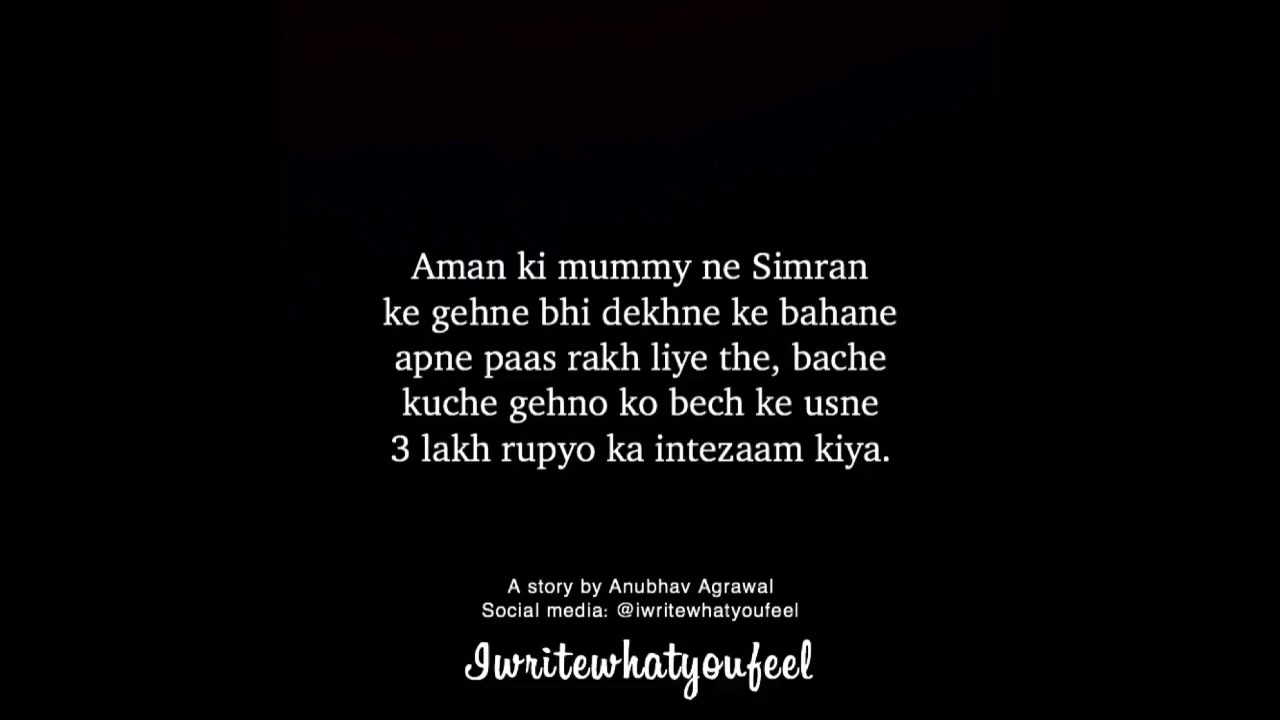 Aman ki mummy ne Simran
ke gehne bhi dekhne ke bahane
apne paas rakh liye the, bache
kuche gehno ko bech ke usne
3 lakh rupyo ka intezaam kiya.
A story by Anubhav Agrawal
Social media: @iwritewhatyoufeel
Iwritewhatyoufeel